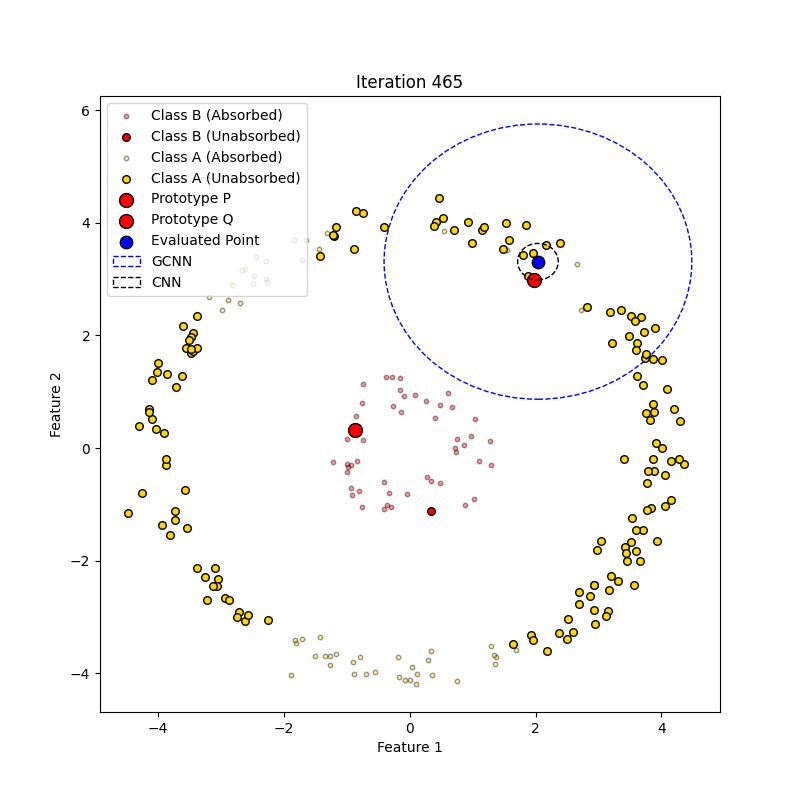 Iteration 465
Class B (Absorbed)
Class B (Unabsorbed)
Class A (Absorbed)
Class A (Unabsorbed)
Prototype P
Prototype Q
Evaluated Point
GCNN
CNN
6
4
2
0
−2
−4
Feature 2
−4 −2 0 2 4
Feature 1